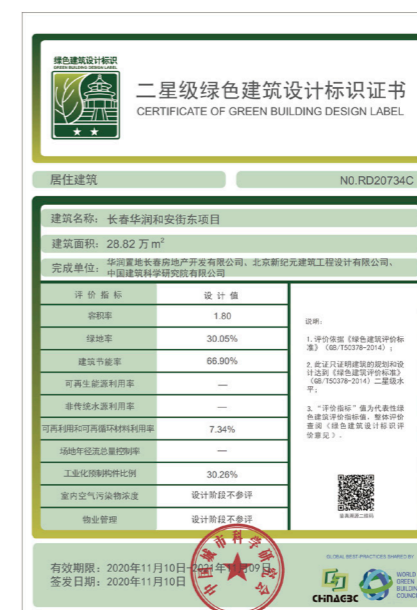 绿色建筑设计标识
GREEN BUILDING DESIGN LABEL
二星级绿色建筑设计标识证书
CERTIFICATE OF GREEN BUILDING DESIGN LABEL
居住建筑
NO.RD20734C
建筑名称：长春华润和安街东项目
建筑面积：28.82 万 m²
完成单位：华润置地长春房地产开发有限公司、北京新纪元建筑工程设计有限公司、
中国建筑科学研究院有限公司
评 价 指 标 设 计 值
容积率 1.80
绿地率 30.05%
建筑节能率 66.90%
可再生能源利用率 —
非传统水源利用率 —
可再利用和可再循环材料利用率 7.34%
场地年径流总量控制率 —
工业化预制构件比例 30.26%
室内空气污染物浓度 设计阶段不参评
物业管理 设计阶段不参评
说明：
1. 评价依据《绿色建筑评价标
准》（GB/T50378-2014）；
2. 此证只证明建筑的规划和设
计达到《绿色建筑评价标准》
（GB/T50378-2014）二星级水
平；
3. “评价指标”值为代表性绿
色建筑评价指标值，整体评价
查阅《绿色建筑设计标识评
价意见》。
有效期限：2020年11月10日-2021年11月09日
签发日期：2020年11月10日
中国城市科学研究会
GLOBAL BEST-PRACTICES SHARED BY
CHINAGBC
WORLD
GREEN
BUILDING
COUNCIL